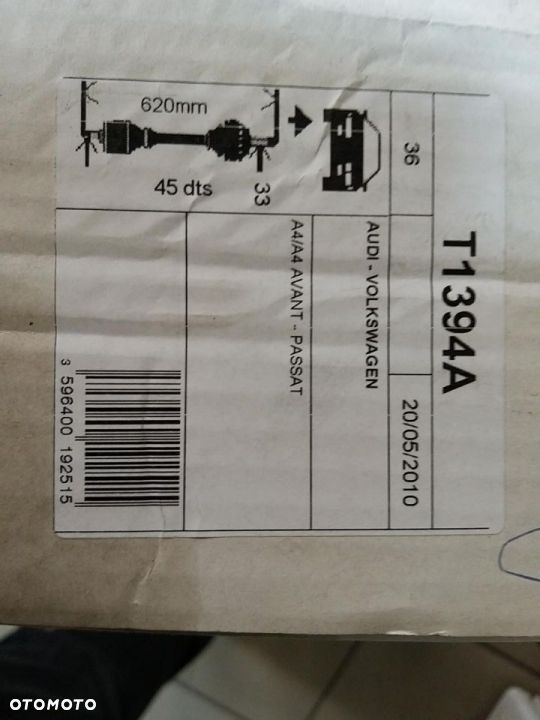 T1394A
36
20/05/2010
AUDI - VOLKSWAGEN
A4/A4 AVANT - PASSAT
620mm
45 dts
33
3 596400 192515
OTOMOTO